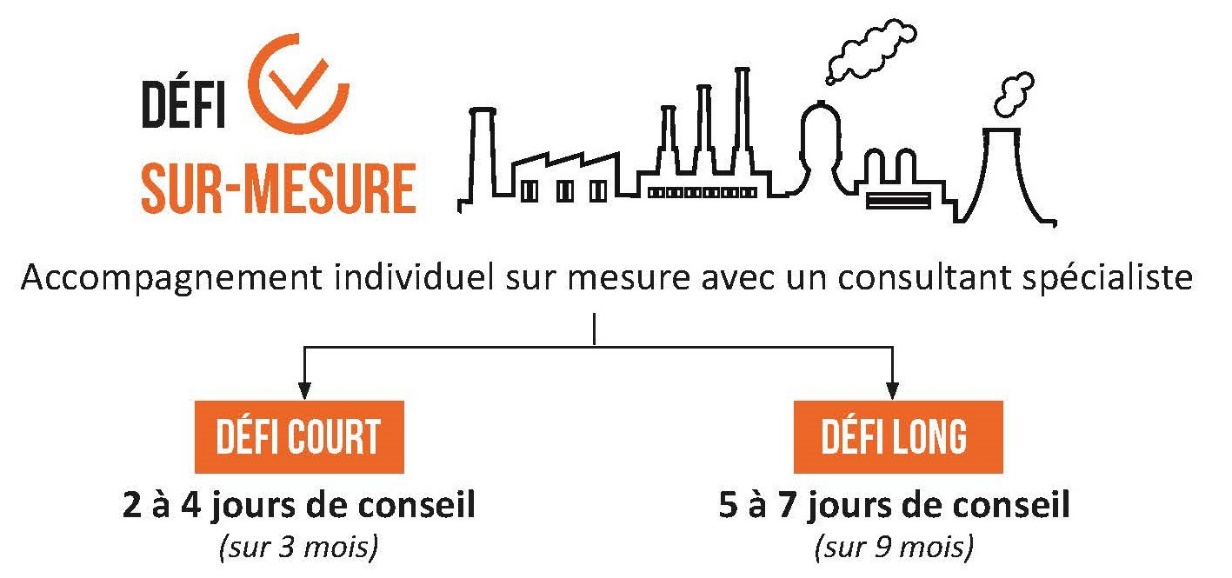 DÉFI
SUR-MESURE
Accompagnement individuel sur mesure avec un consultant spécialiste
DÉFI COURT
2 à 4 jours de conseil
(sur 3 mois)
DÉFI LONG
5 à 7 jours de conseil
(sur 9 mois)